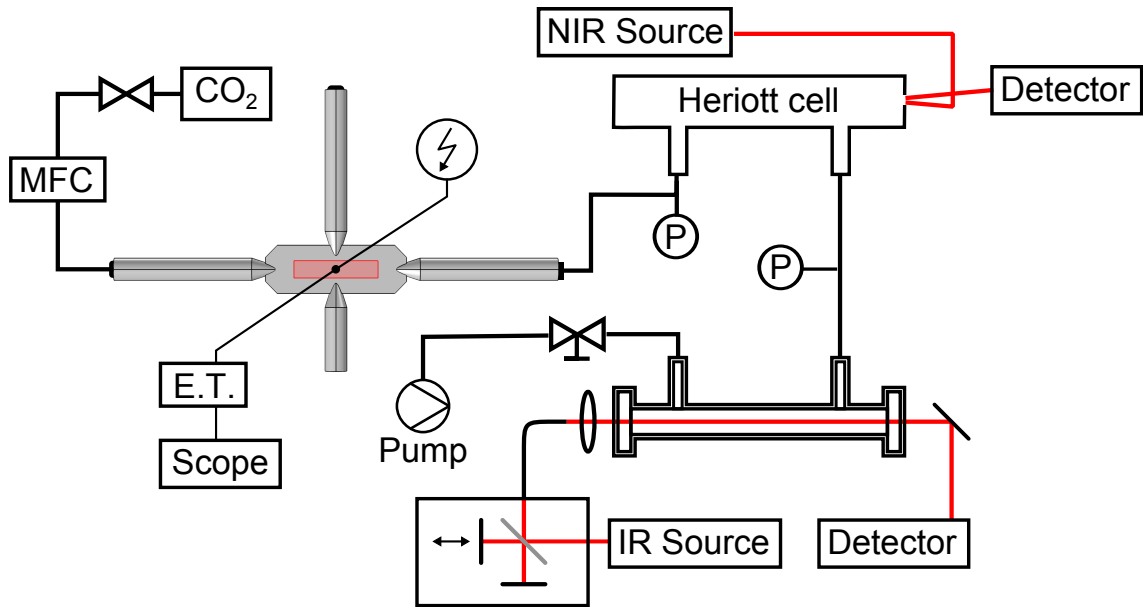 NIR Source
CO₂
Heriott cell
Detector
MFC
P
P
E.T.
Pump
Scope
IR Source
Detector